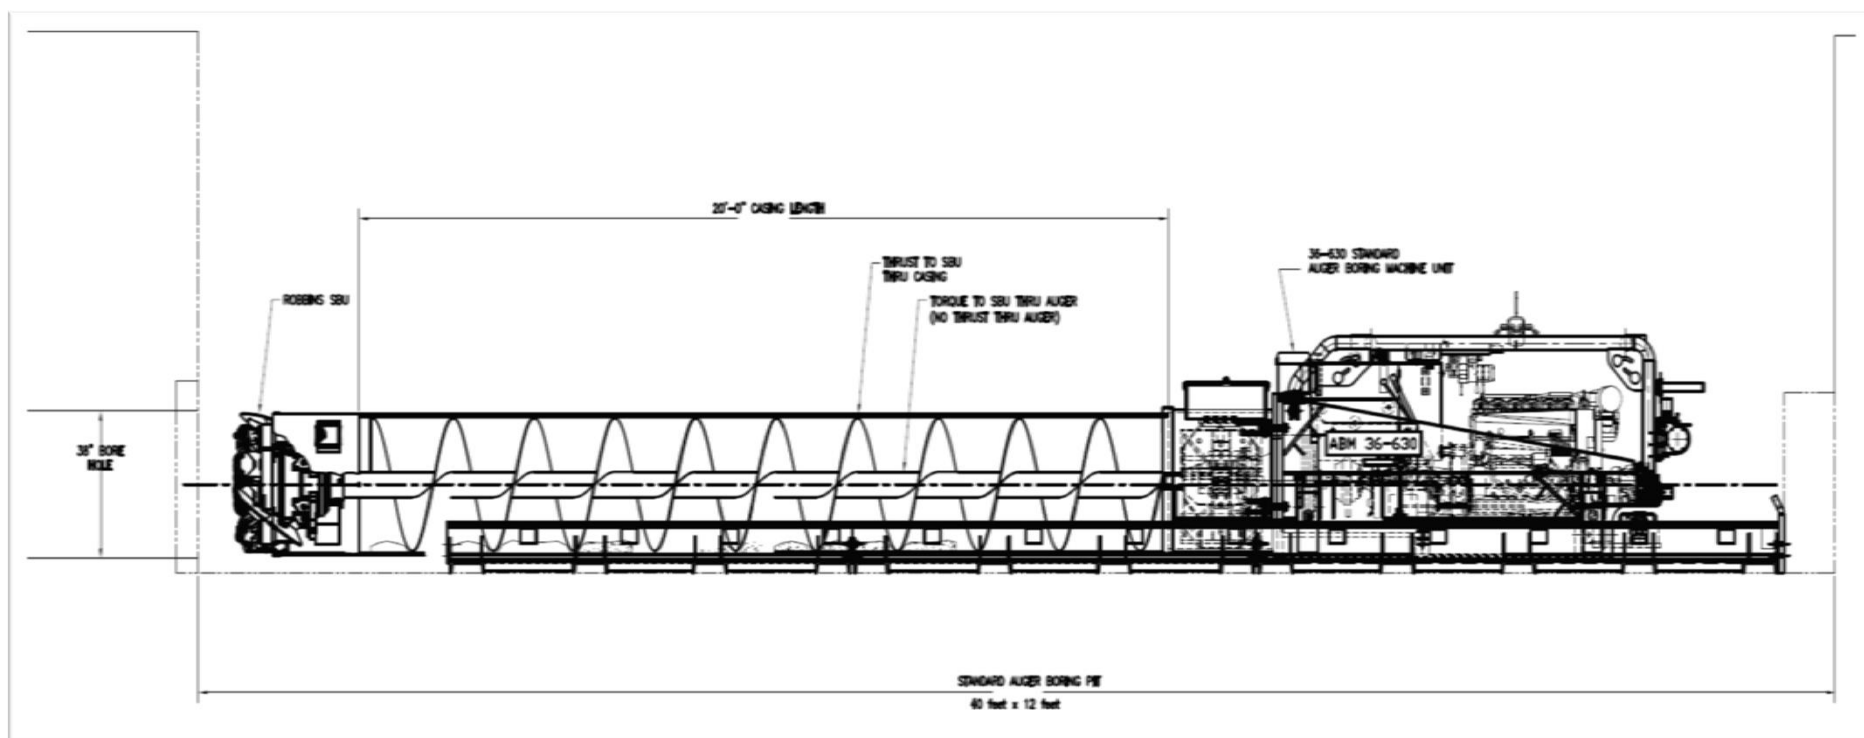 20'-0" CASING LENGTH
THRUST TO SBU
THRU CASING
36-630 STANDARD
AUGER BORING MACHINE UNIT
ROBBINS SBU
TORQUE TO SBU THRU AUGER
(NO THRUST THRU AUGER)
38" BORE
HOLE
ABM 36-630
STANDARD AUGER BORING PIT
40 feet x 12 feet